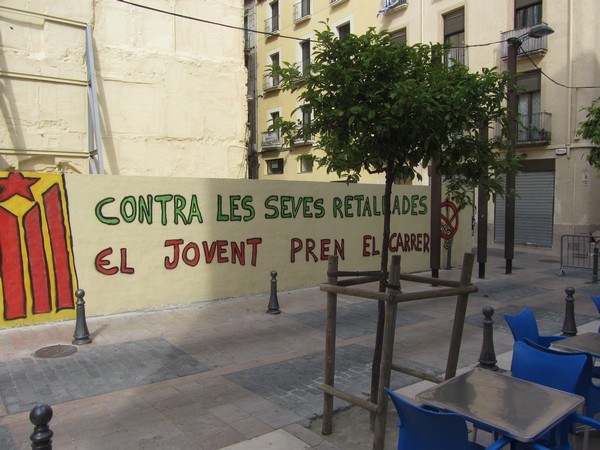 CONTRA LES SEVES RETALLADES
EL JOVENT PREN EL CARRER